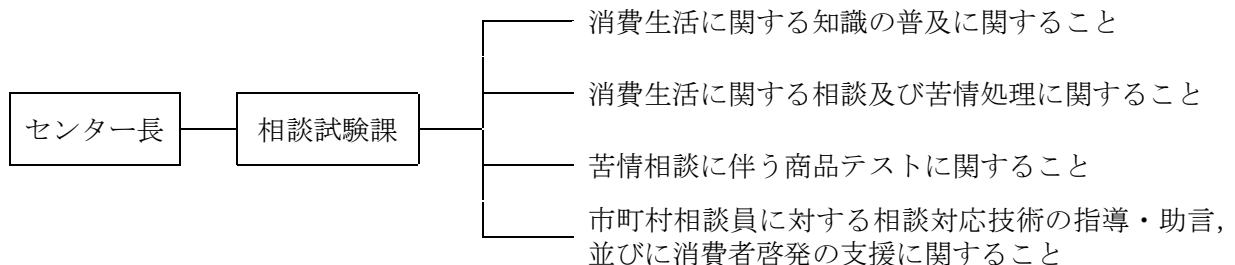 消費生活に関する知識の普及に関すること
消費生活に関する相談及び苦情処理に関すること
センター長
相談試験課
苦情相談に伴う商品テストに関すること
市町村相談員に対する相談対応技術の指導・助言,
並びに消費者啓発の支援に関すること